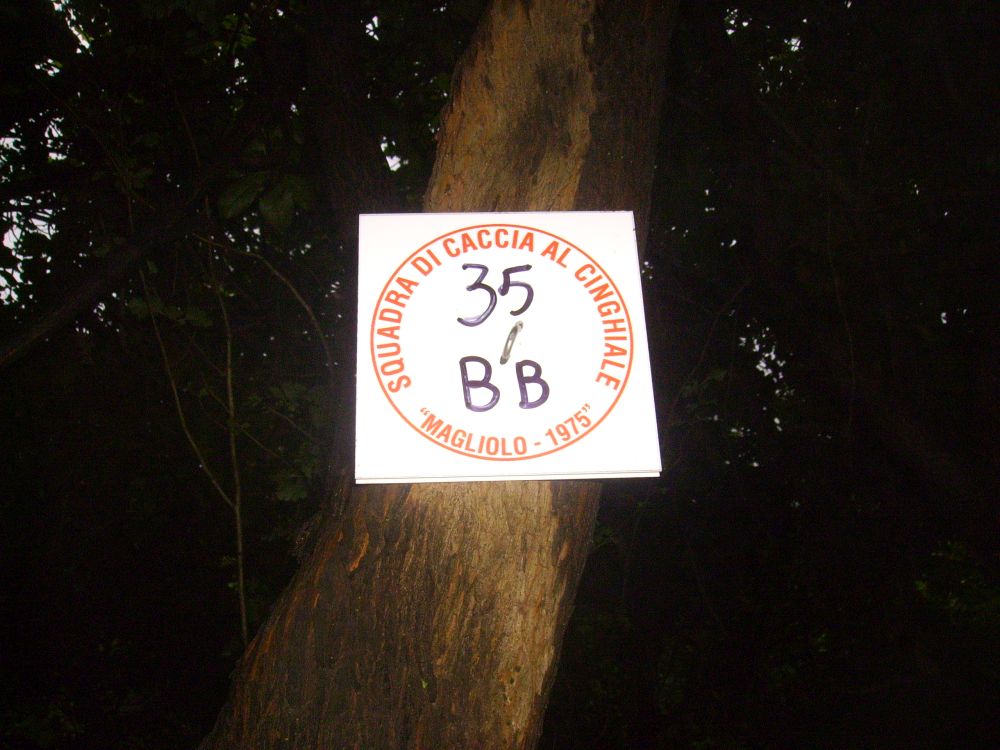 SQUADRA DI CACCIA AL CINGHIALE
35
BB
"MAGLIOLO - 1975"